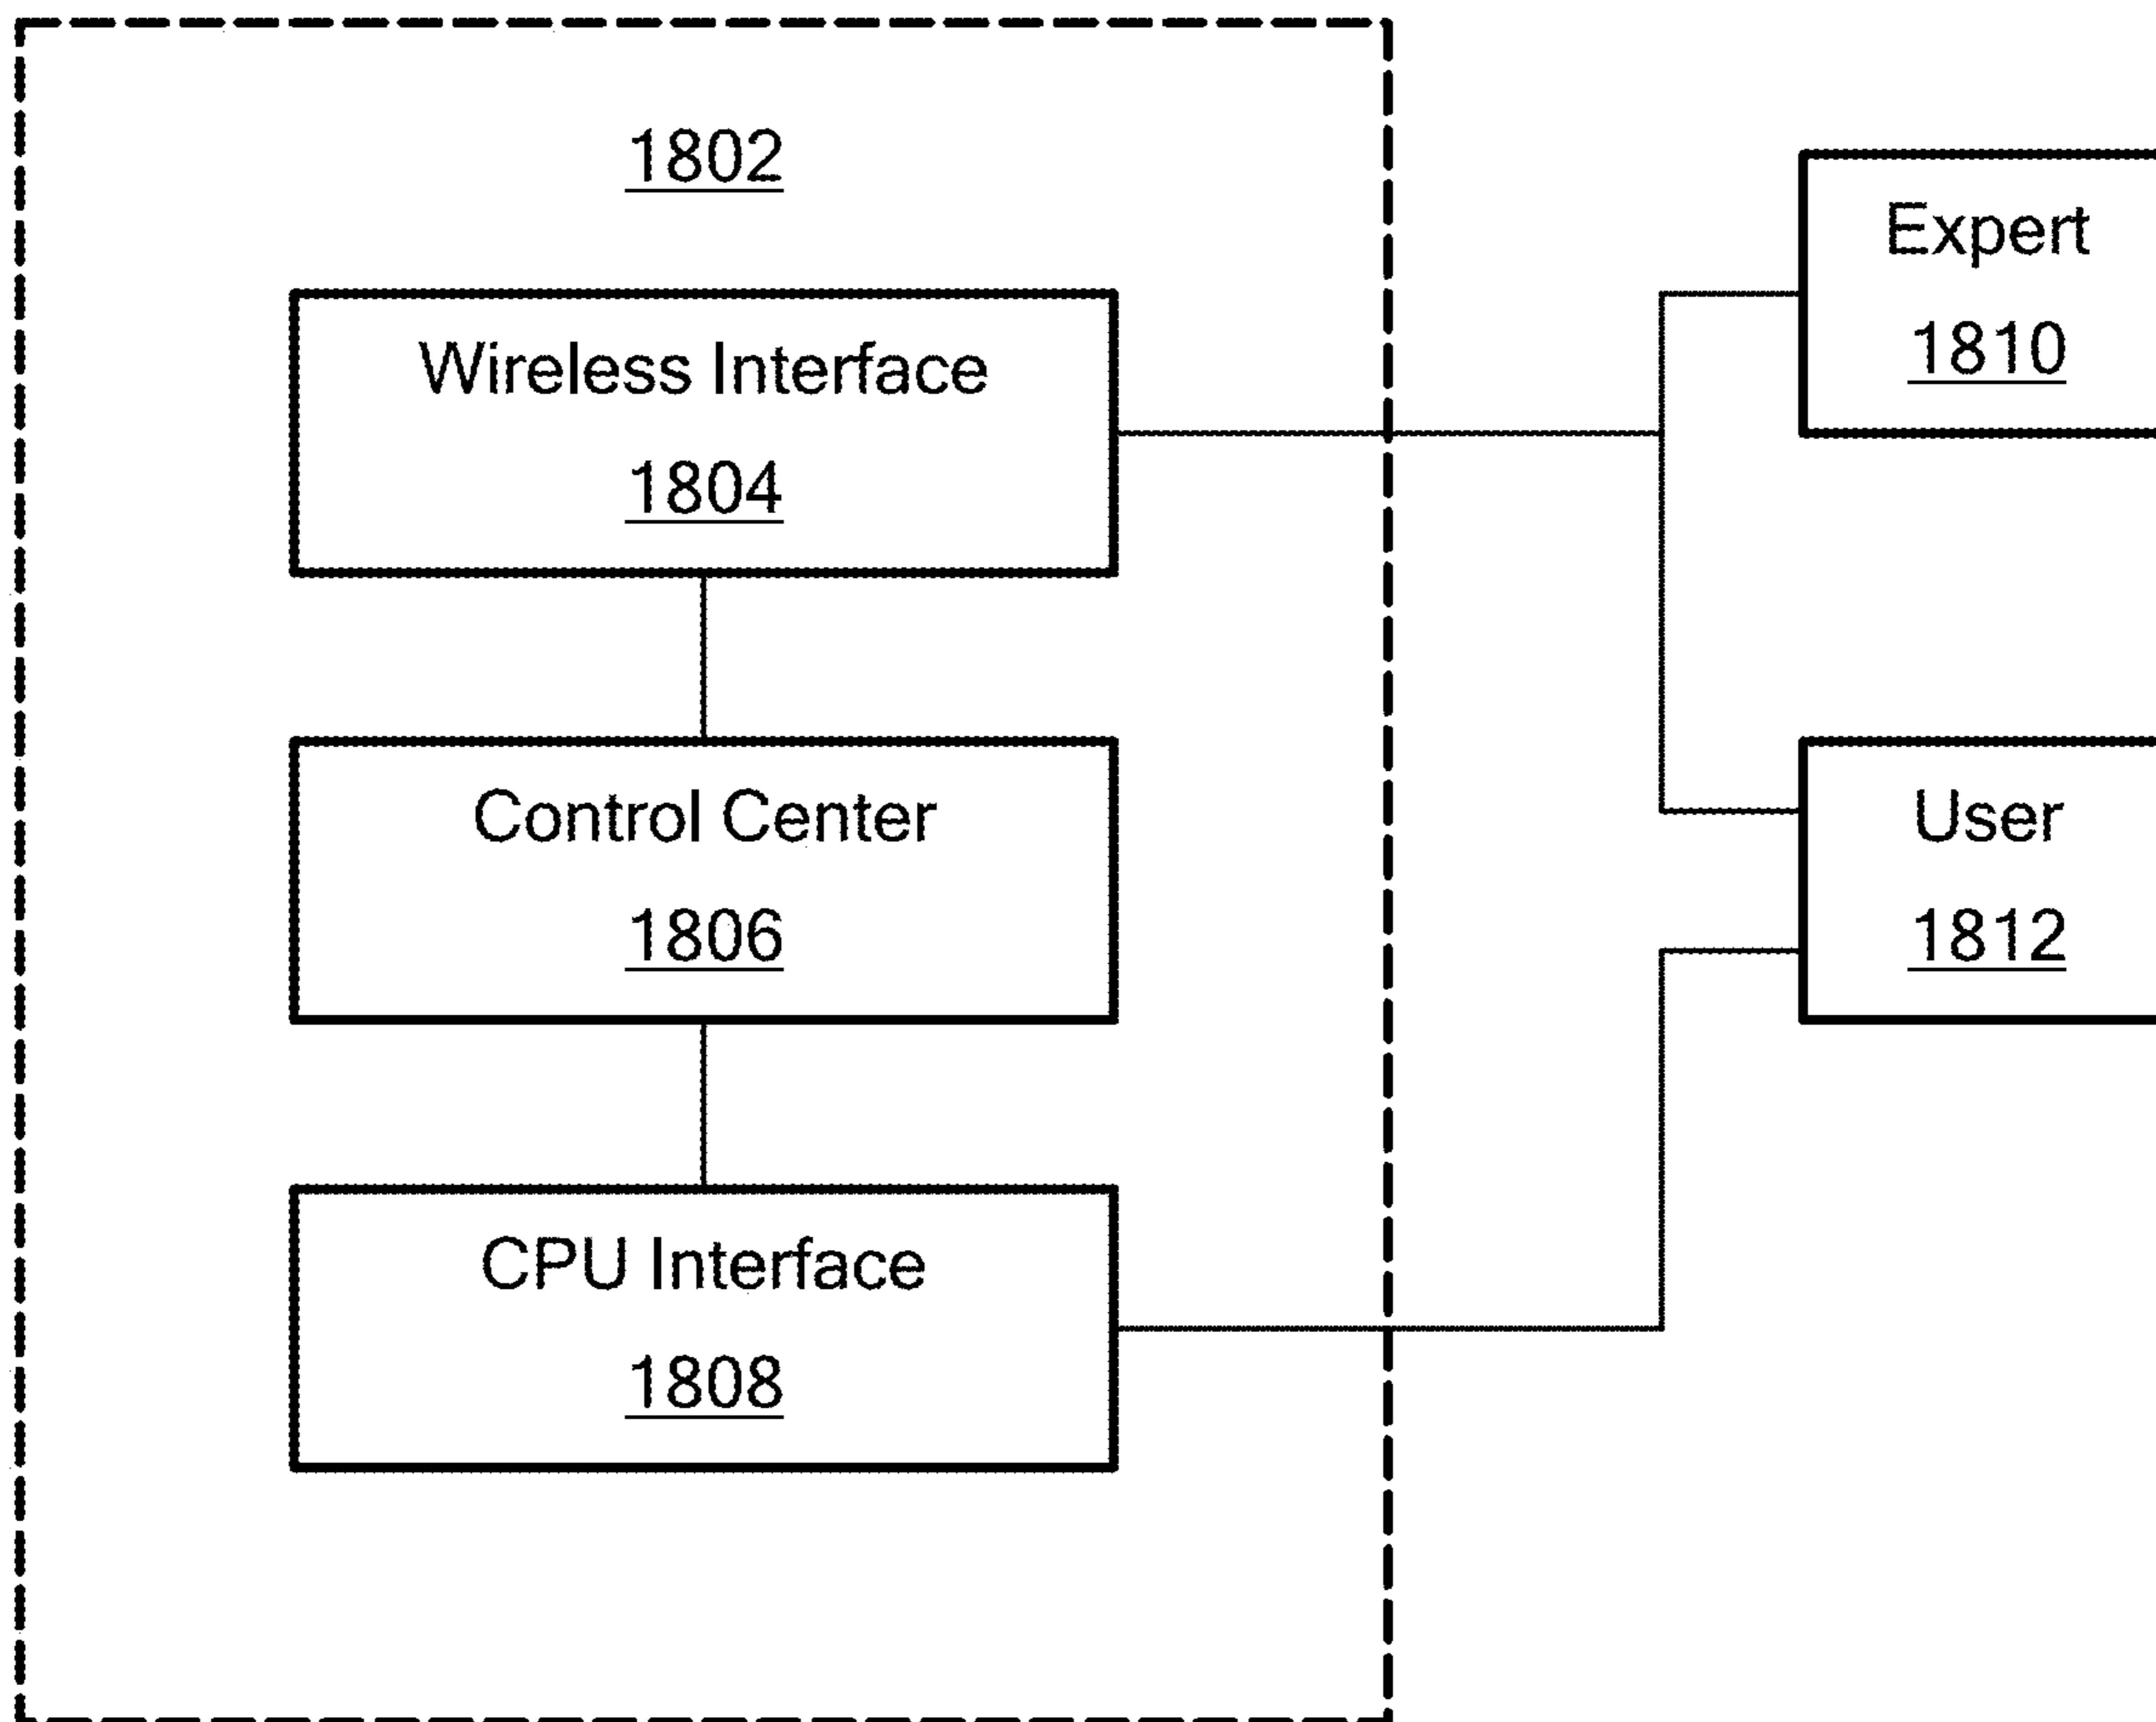 1802
Wireless Interface
1804
Control Center
1806
CPU Interface
1808
Expert
1810
User
1812